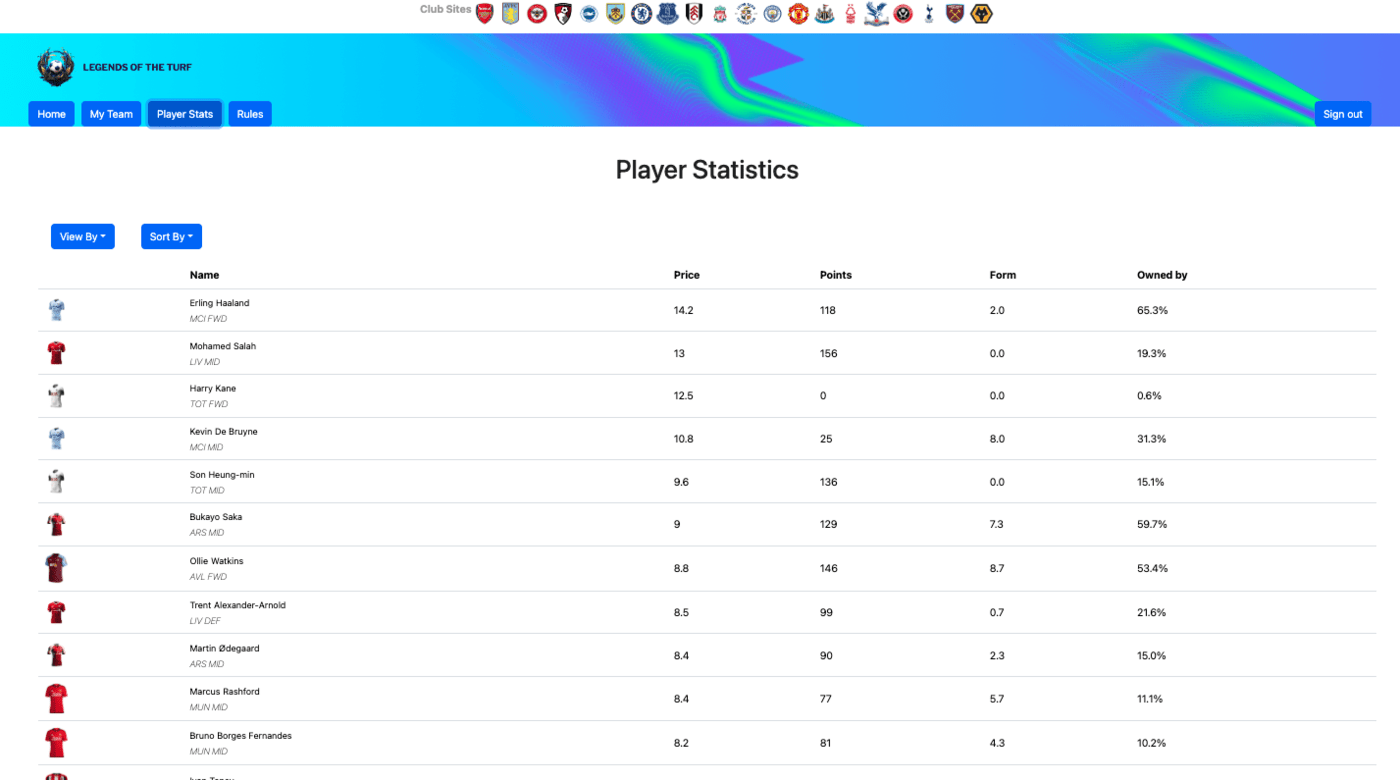 Club Sites
LEGENDS OF THE TURF
Home My Team Player Stats Rules Sign out
Player Statistics
View By Sort By
Name Price Points Form Owned by
Erling Haaland
MCI FWD
14.2 118 2.0 65.3%
Mohamed Salah
LIV MID
13 156 0.0 19.3%
Harry Kane
TOT FWD
12.5 0 0.0 0.6%
Kevin De Bruyne
MCI MID
10.8 25 8.0 31.3%
Son Heung-min
TOT MID
9.6 136 0.0 15.1%
Bukayo Saka
ARS MID
9 129 7.3 59.7%
Ollie Watkins
AVL FWD
8.8 146 8.7 53.4%
Trent Alexander-Arnold
LIV DEF
8.5 99 0.7 21.6%
Martin Ødegaard
ARS MID
8.4 90 2.3 15.0%
Marcus Rashford
MUN MID
8.4 77 5.7 11.1%
Bruno Borges Fernandes
MUN MID
8.2 81 4.3 10.2%